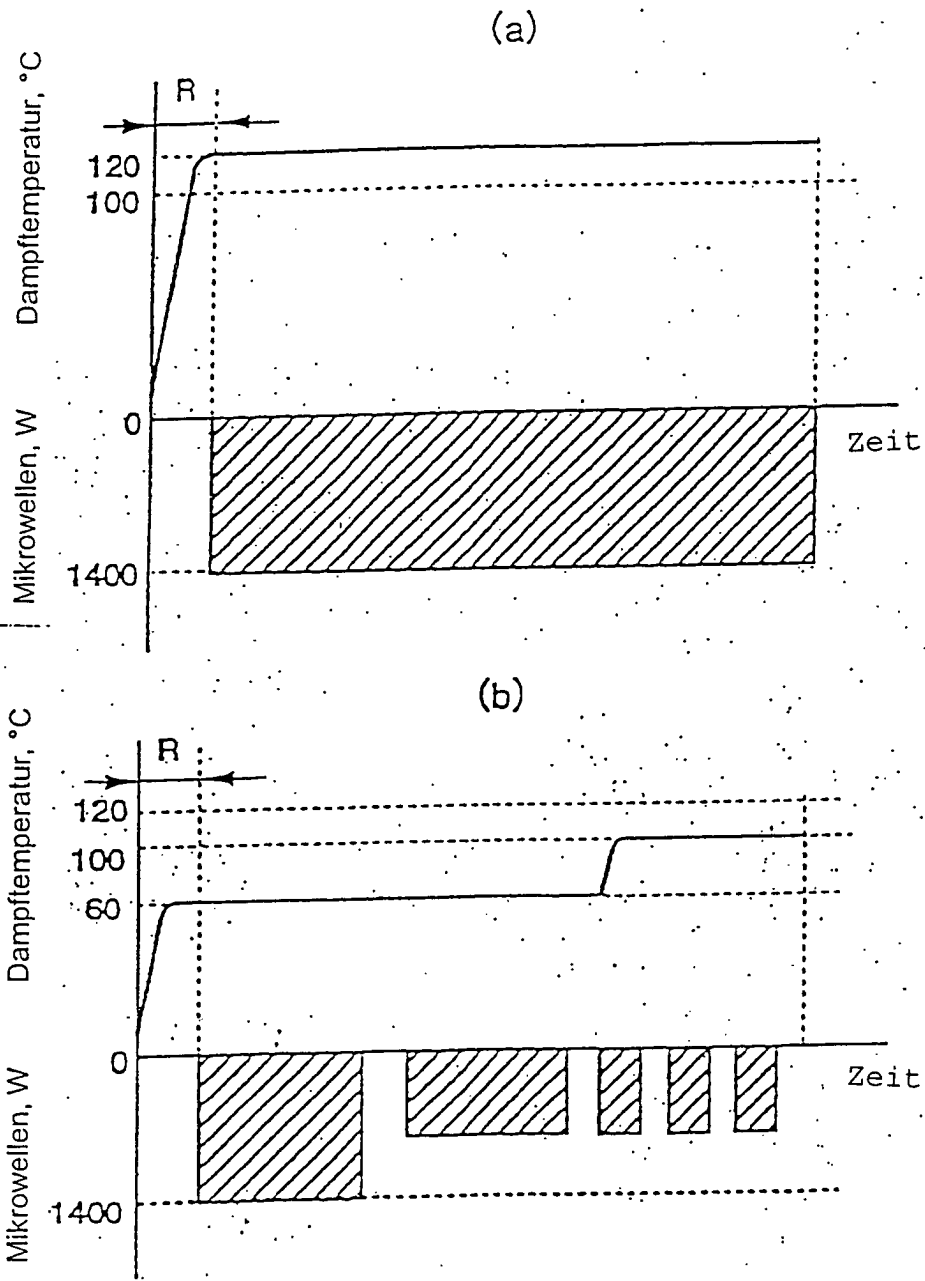 (a)
Dampftemperatur, °C
R
120
100
0
Mikrowellen, W
Zeit
1400
(b)
Dampftemperatur, °C
R
120
100
60
0
Mikrowellen, W
Zeit
1400